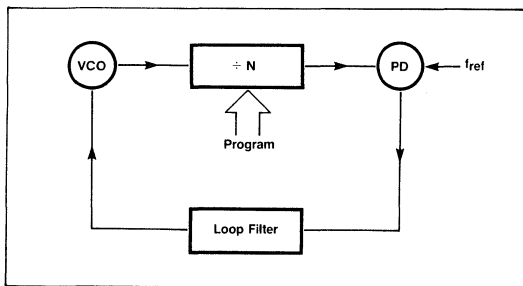 VCO
÷ N
PD
fref
Program
Loop Filter